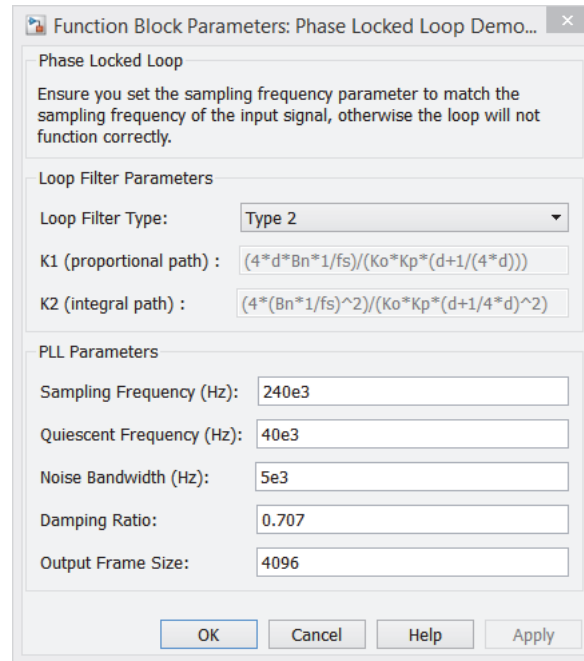 Function Block Parameters: Phase Locked Loop Demo...
Phase Locked Loop
Ensure you set the sampling frequency parameter to match the
sampling frequency of the input signal, otherwise the loop will not
function correctly.
Loop Filter Parameters
Loop Filter Type: Type 2
K1 (proportional path) : (4*d*Bn*1/fs)/(Ko*Kp*(d+1/(4*d)))
K2 (integral path) : (4*(Bn*1/fs)^2)/(Ko*Kp*(d+1/4*d)^2)
PLL Parameters
Sampling Frequency (Hz): 240e3
Quiescent Frequency (Hz): 40e3
Noise Bandwidth (Hz): 5e3
Damping Ratio: 0.707
Output Frame Size: 4096
OK Cancel Help Apply